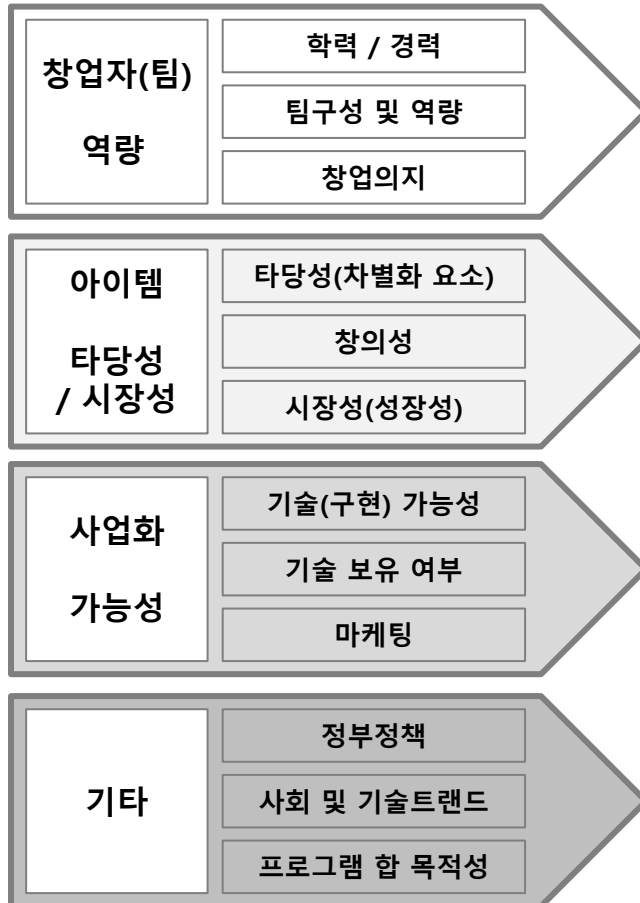 창업자(팀)
역량
학력 / 경력
팀구성 및 역량
창업의지
아이템
타당성
/ 시장성
타당성(차별화 요소)
창의성
시장성(성장성)
사업화
가능성
기술(구현) 가능성
기술 보유 여부
마케팅
기타
정부정책
사회 및 기술트랜드
프로그램 합 목적성